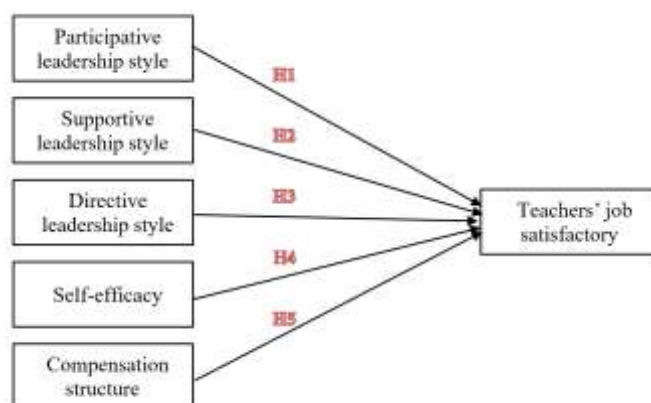 Participative
leadership style
H1
Supportive
leadership style
H2
Directive
leadership style
H3
Teachers’ job
satisfactory
Self-efficacy
H4
Compensation
structure
H5